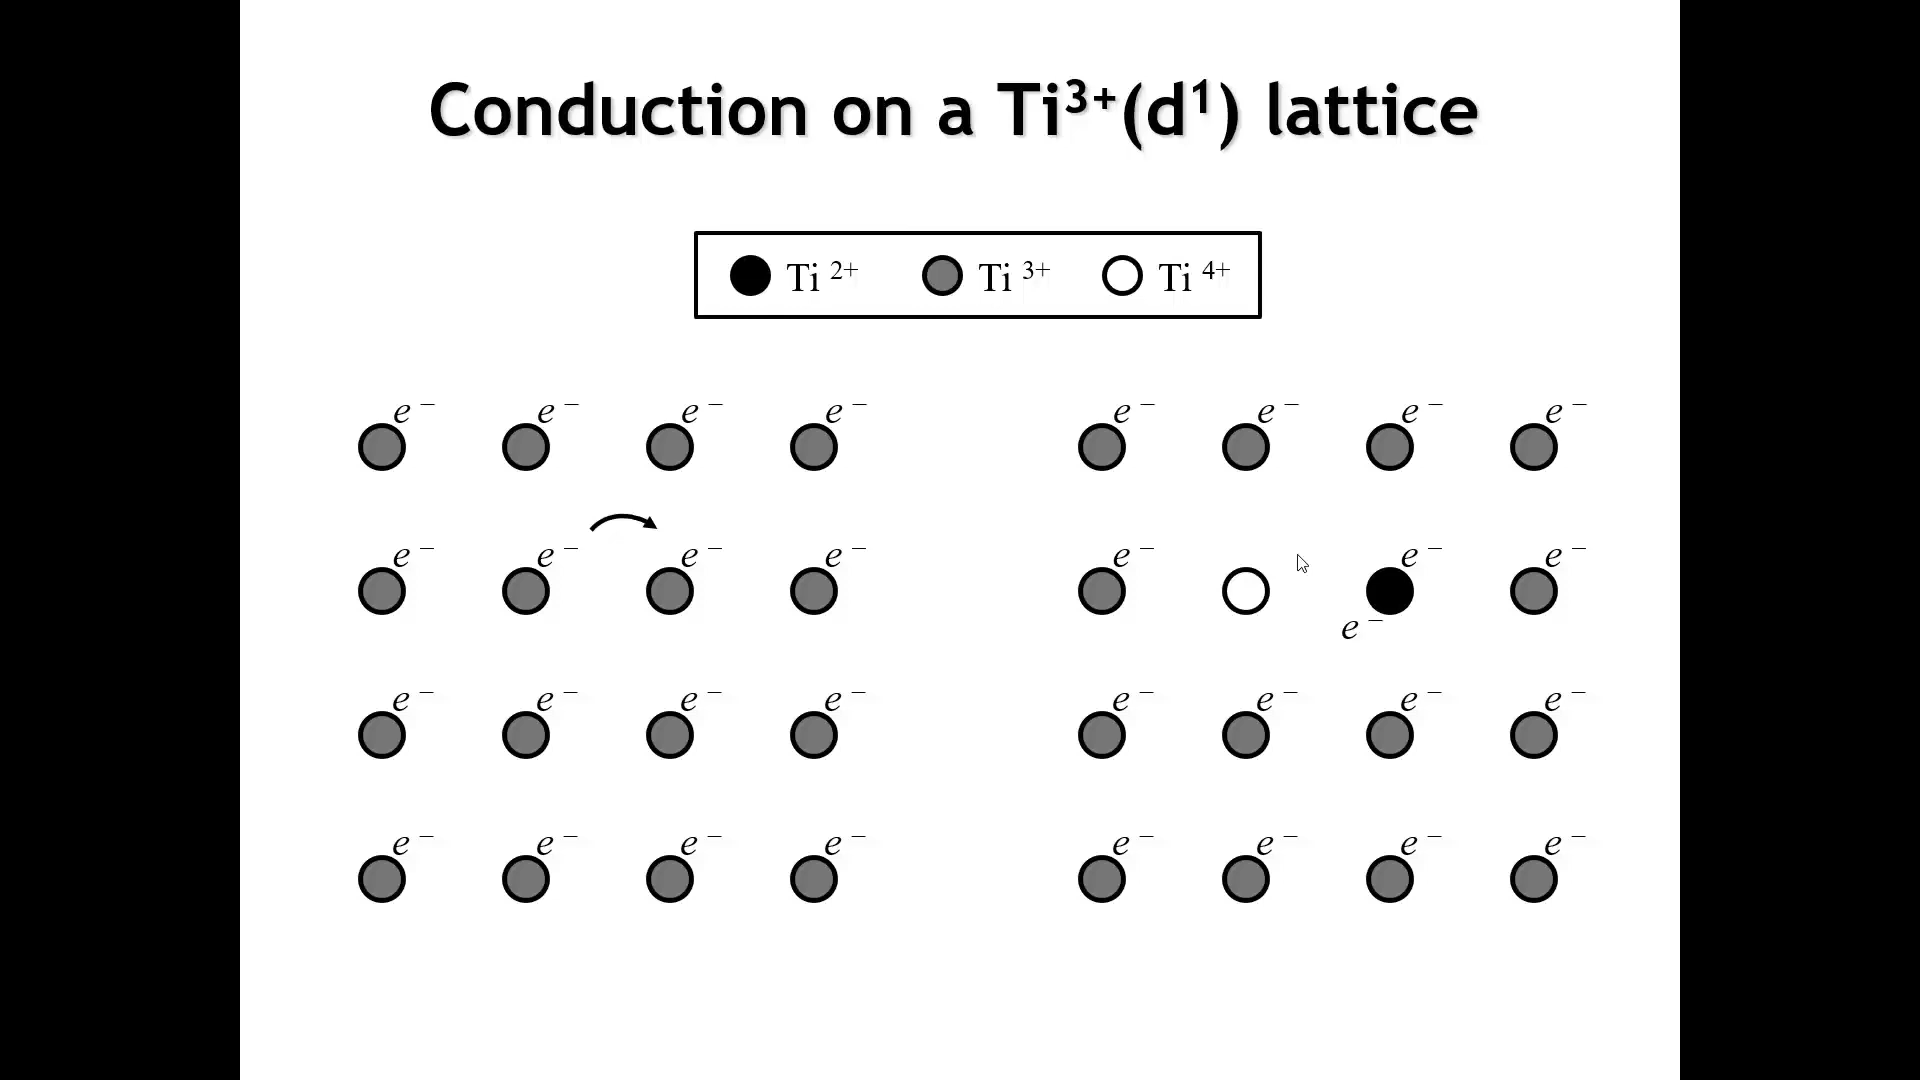 Conduction on a Ti³⁺(d¹) lattice
Ti ²⁺ Ti ³⁺ Ti ⁴⁺
e⁻ e⁻ e⁻ e⁻ e⁻ e⁻ e⁻ e⁻
e⁻ e⁻ e⁻ e⁻ e⁻ e⁻ e⁻
e⁻
e⁻ e⁻ e⁻ e⁻ e⁻ e⁻ e⁻ e⁻
e⁻ e⁻ e⁻ e⁻ e⁻ e⁻ e⁻ e⁻